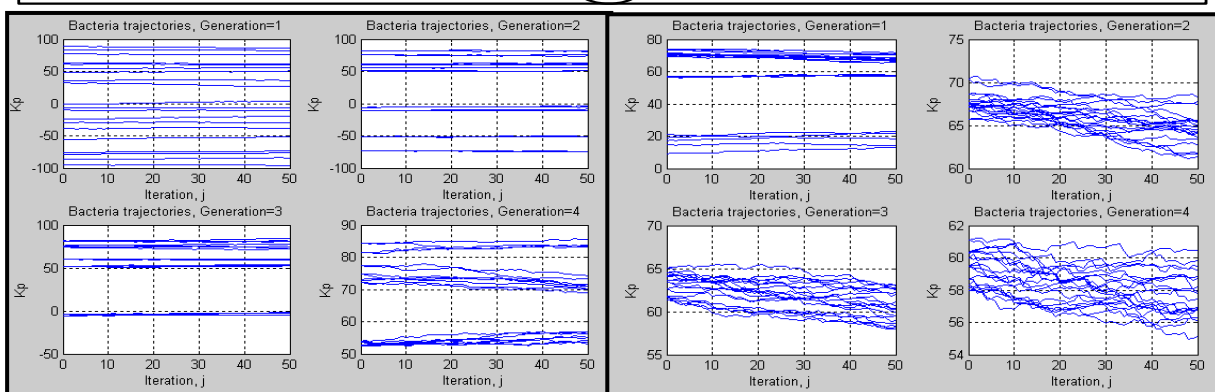 Bacteria trajectories, Generation=1
100
50
0
-50
-100
Kp
0 10 20 30 40 50
Iteration, j
Bacteria trajectories, Generation=2
100
50
0
-50
-100
Kp
0 10 20 30 40 50
Iteration, j
Bacteria trajectories, Generation=3
100
50
0
-50
Kp
0 10 20 30 40 50
Iteration, j
Bacteria trajectories, Generation=4
90
80
70
60
50
Kp
0 10 20 30 40 50
Iteration, j
Bacteria trajectories, Generation=1
80
60
40
20
0
Kp
0 10 20 30 40 50
Iteration, j
Bacteria trajectories, Generation=2
75
70
65
60
Kp
0 10 20 30 40 50
Iteration, j
Bacteria trajectories, Generation=3
70
65
60
55
Kp
0 10 20 30 40 50
Iteration, j
Bacteria trajectories, Generation=4
62
60
58
56
54
Kp
0 10 20 30 40 50
Iteration, j